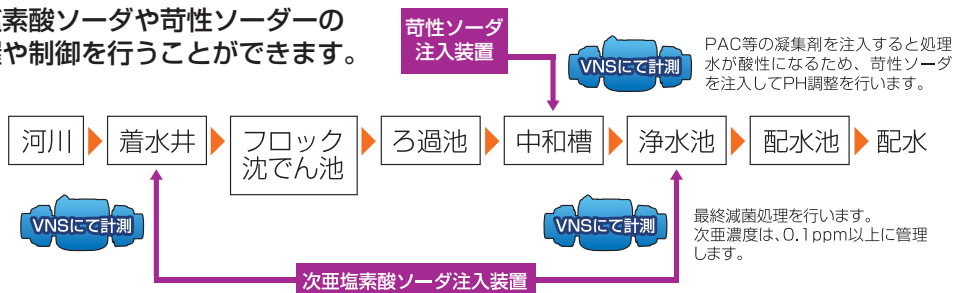 素酸ソーダや苛性ソーダーの
や制御を行うことができます。
苛性ソーダ
注入装置
VNSにて計測
PAC等の凝集剤を注入すると処理
水が酸性になるため、苛性ソーダ
を注入してPH調整を行います。
河川
着水井
フロック
沈でん池
ろ過池
中和槽
浄水池
配水池
配水
VNSにて計測
VNSにて計測
最終減菌処理を行います。
次亜濃度は、0.1ppm以上に管理
します。
次亜塩素酸ソーダ注入装置